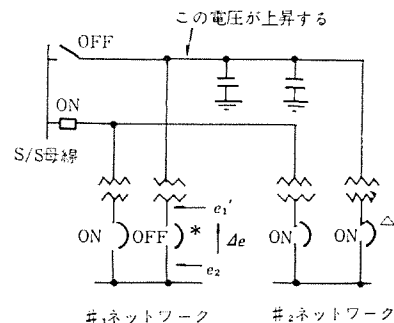 この電圧が上昇する
OFF
ON
S/S母線
e₁′
ON
OFF
*
Δe
ON
ON
△
e₂
#₁ネットワーク
#₂ネットワーク